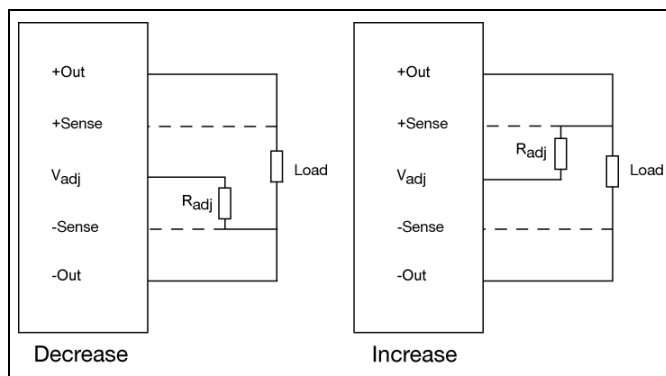 +Out
+Sense
Vadj
Radj
-Sense
-Out
Load
Decrease
+Out
+Sense
Radj
Vadj
-Sense
-Out
Load
Increase